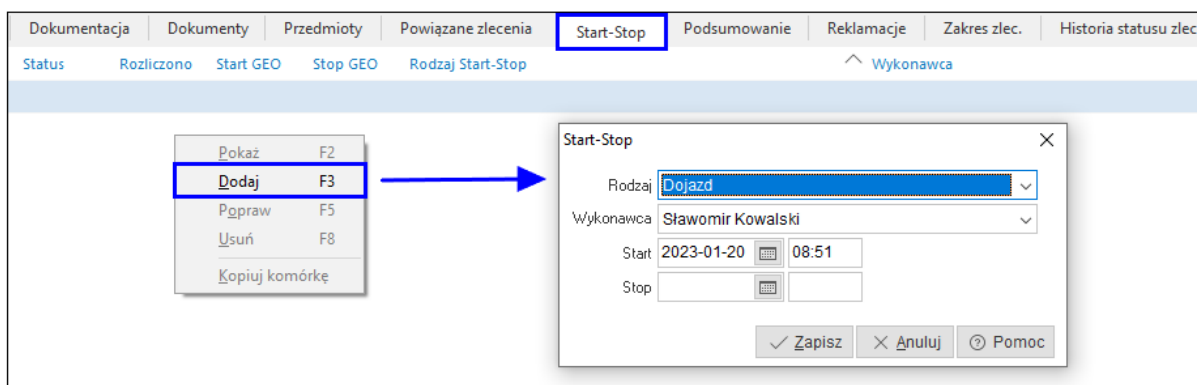 Dokumentacja Dokumenty Przedmioty Powiązane zlecenia Start-Stop Podsumowanie Reklamacje Zakres zlec. Historia statusu zlec
Status Rozliczono Start GEO Stop GEO Rodzaj Start-Stop Wykonawca
Pokaż F2
Dodaj F3
Popraw F5
Usuń F8
Kopiuj komórkę
Start-Stop
Rodzaj Dojazd
Wykonawca Sławomir Kowalski
Start 2023-01-20 08:51
Stop
Zapisz Anuluj Pomoc